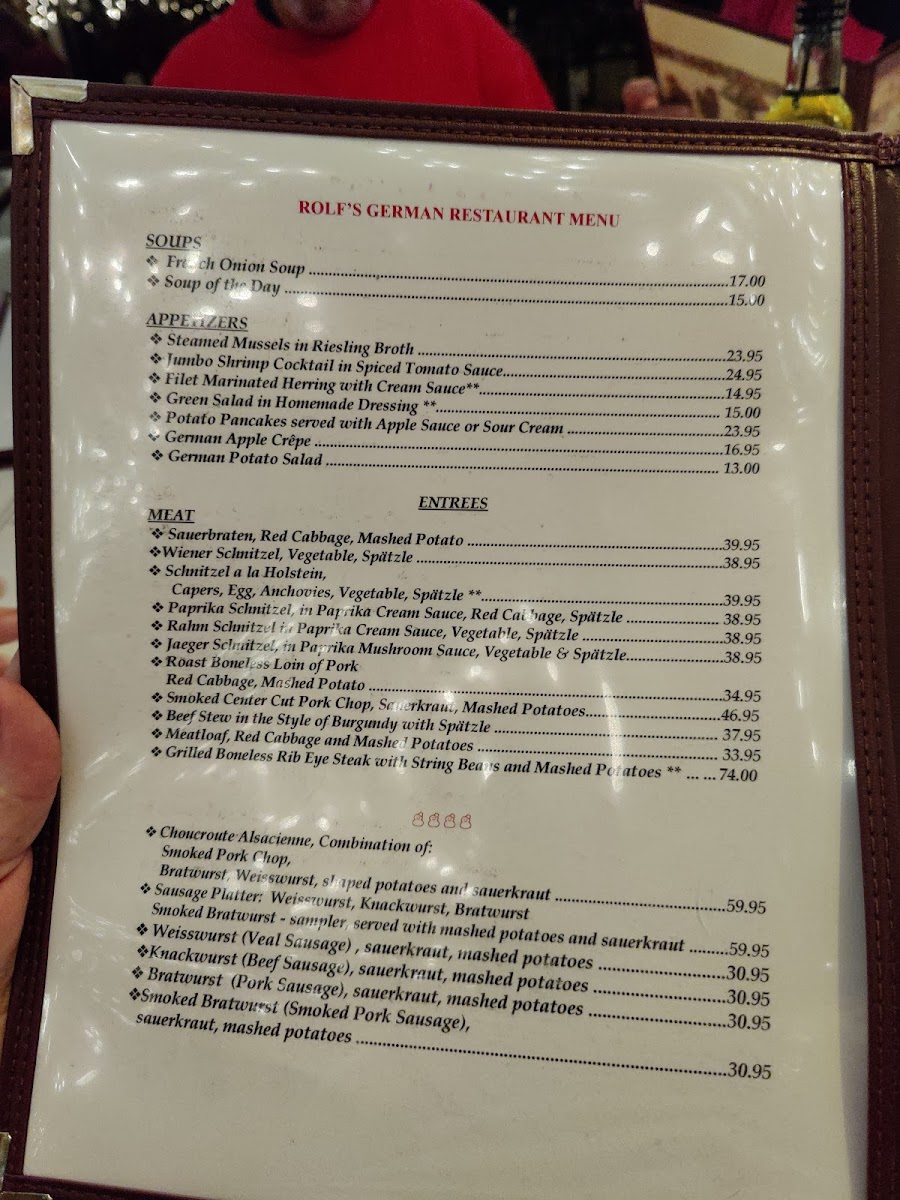 ROLF'S GERMAN RESTAURANT MENU
SOUPS
❖ French Onion Soup ........ 17.00
❖ Soup of the Day ........ 15.00
APPETIZERS
❖ Steamed Mussels in Riesling Broth ........ 23.95
❖ Jumbo Shrimp Cocktail in Spiced Tomato Sauce ........ 24.95
❖ Filet Marinated Herring with Cream Sauce** ........ 14.95
❖ Green Salad in Homemade Dressing ** ........ 15.00
❖ Potato Pancakes served with Apple Sauce or Sour Cream ........ 23.95
❖ German Apple Crêpe ........ 16.95
❖ German Potato Salad ........ 13.00
ENTREES
MEAT
❖ Sauerbraten, Red Cabbage, Mashed Potato ........ 39.95
❖Wiener Schnitzel, Vegetable, Spätzle ........ 38.95
❖ Schnitzel a la Holstein,
Capers, Egg, Anchovies, Vegetable, Spätzle ** ........ 39.95
❖ Paprika Schnitzel, in Paprika Cream Sauce, Red Cabbage, Spätzle ........ 38.95
❖ Rahm Schnitzel in Paprika Cream Sauce, Vegetable, Spätzle ........ 38.95
❖ Jaeger Schnitzel, in Paprika Mushroom Sauce, Vegetable & Spätzle ........ 38.95
❖ Roast Boneless Loin of Pork
Red Cabbage, Mashed Potato ........ 34.95
❖ Smoked Center Cut Pork Chop, Sauerkraut, Mashed Potatoes ........ 46.95
❖ Beef Stew in the Style of Burgundy with Spätzle ........ 37.95
❖ Meatloaf, Red Cabbage and Mashed Potatoes ........ 33.95
❖ Grilled Boneless Rib Eye Steak with String Beans and Mashed Potatoes ** ... ... 74.00
❖ Choucroute Alsacienne, Combination of:
Smoked Pork Chop,
Bratwurst, Weisswurst, shaped potatoes and sauerkraut ........ 59.95
❖ Sausage Platter: Weisswurst, Knackwurst, Bratwurst
Smoked Bratwurst - sampler, served with mashed potatoes and sauerkraut ........ 59.95
❖ Weisswurst (Veal Sausage) , sauerkraut, mashed potatoes ........ 30.95
❖Knackwurst (Beef Sausage), sauerkraut, mashed potatoes ........ 30.95
❖ Bratwurst (Pork Sausage), sauerkraut, mashed potatoes ........ 30.95
❖Smoked Bratwurst (Smoked Pork Sausage),
sauerkraut, mashed potatoes ........ 30.95